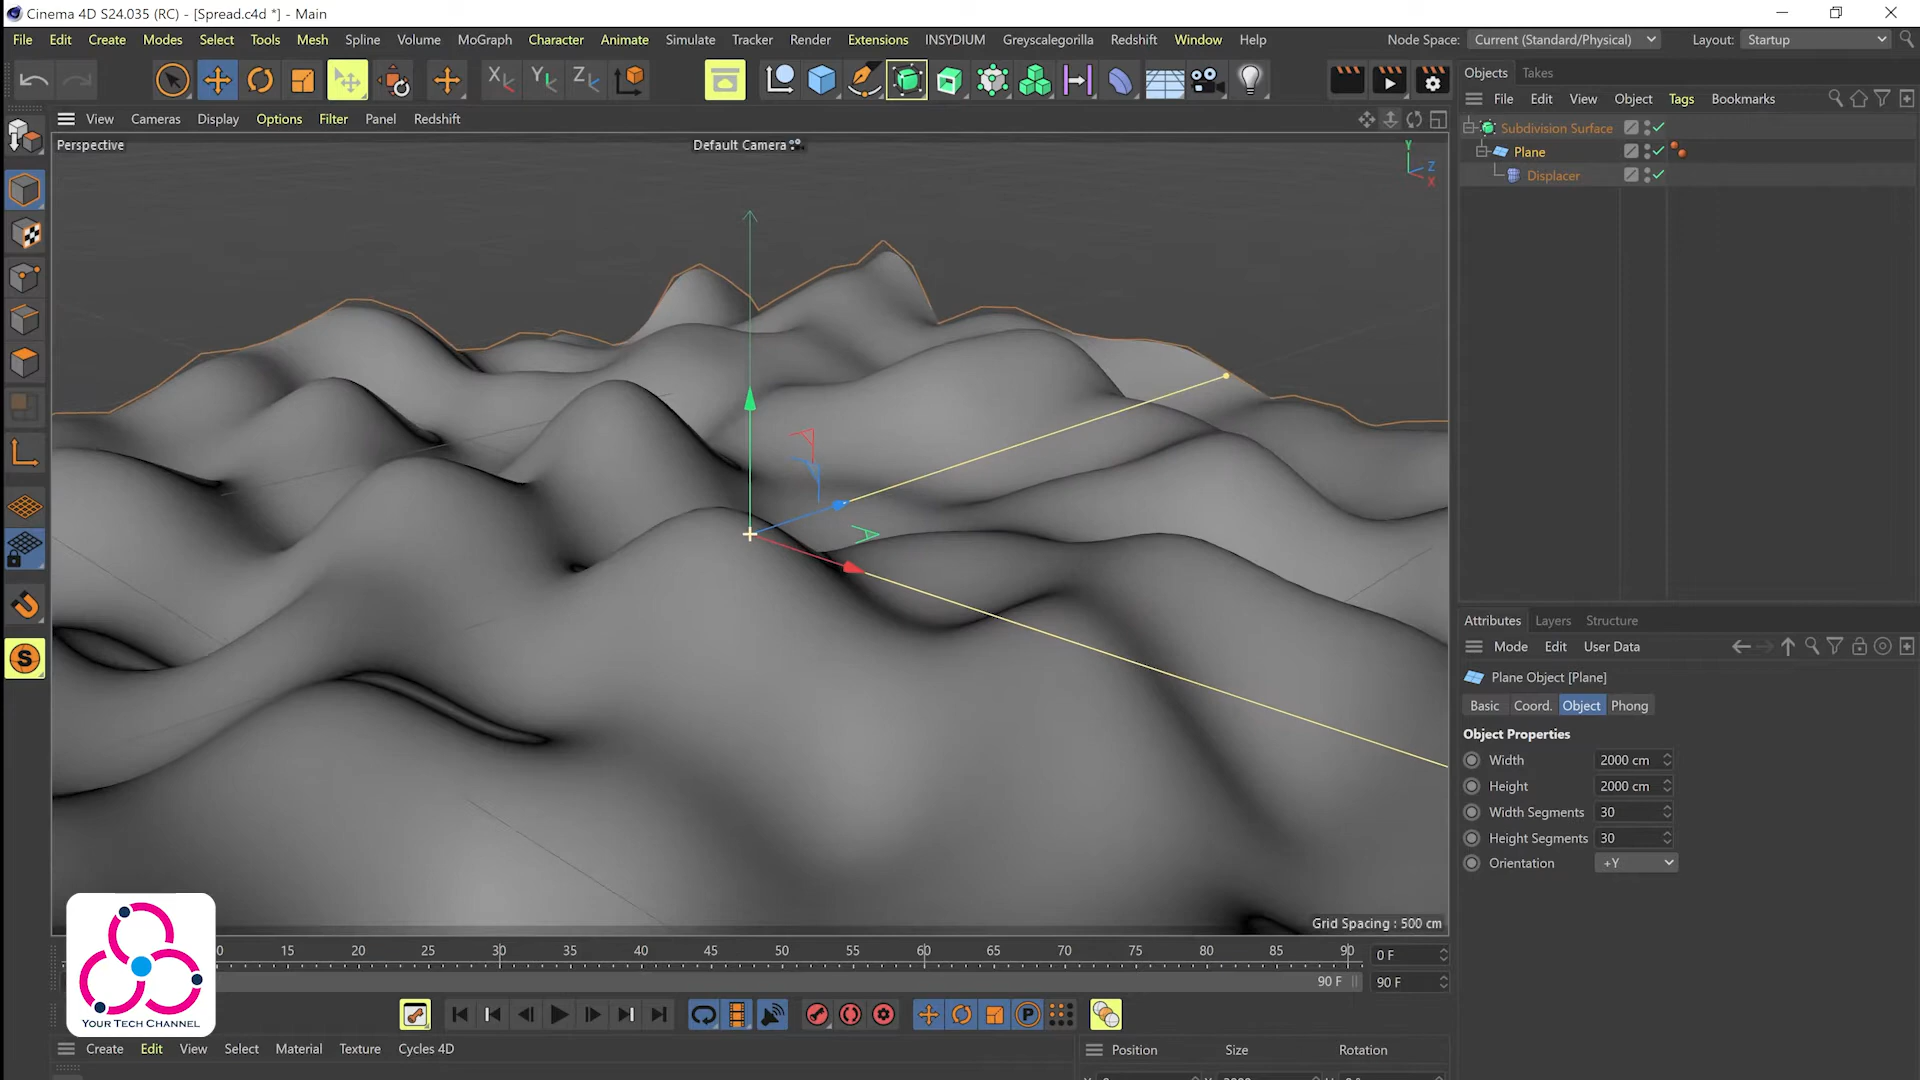 Cinema 4D S24.035 (RC) - [Spread.c4d *] - Main
File Edit Create Modes Select Tools Mesh Spline Volume MoGraph Character Animate Simulate Tracker Render Extensions INSYDIUM Greyscalegorilla Redshift Window Help Node Space: Current (Standard/Physical) Layout: Startup
X Y Z
Objects Takes
File Edit View Object Tags Bookmarks
View Cameras Display Options Filter Panel Redshift
Subdivision Surface
Plane
Displacer
Perspective
Default Camera
Y
Z
X
Attributes Layers Structure
Mode Edit User Data
Plane Object [Plane]
Basic Coord. Object Phong
Object Properties
Width 2000 cm
Height 2000 cm
Width Segments 30
Height Segments 30
Orientation +Y
S
Grid Spacing : 500 cm
0 15 20 25 30 35 40 45 50 55 60 65 70 75 80 85 90 0 F
90 F 90 F
P
YOUR TECH CHANNEL
Create Edit View Select Material Texture Cycles 4D
Position Size Rotation